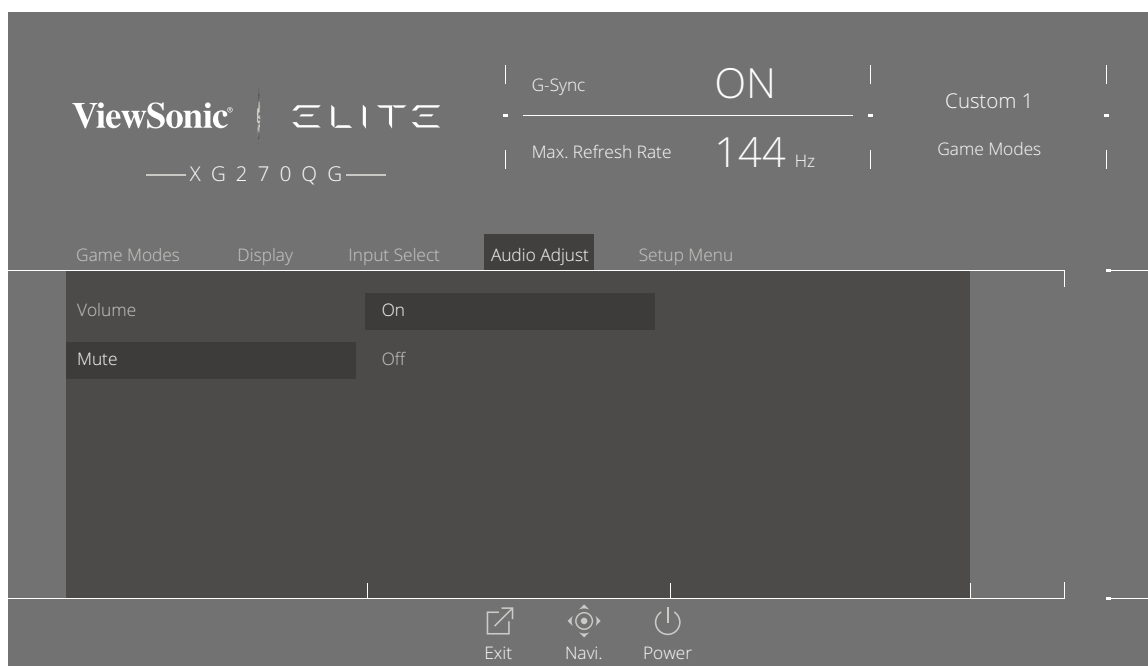 ViewSonic® ELITE
XG270QG
G-Sync ON
Max. Refresh Rate 144 Hz
Custom 1
Game Modes
Game Modes Display Input Select Audio Adjust Setup Menu
Volume On
Mute Off
Exit Navi. Power